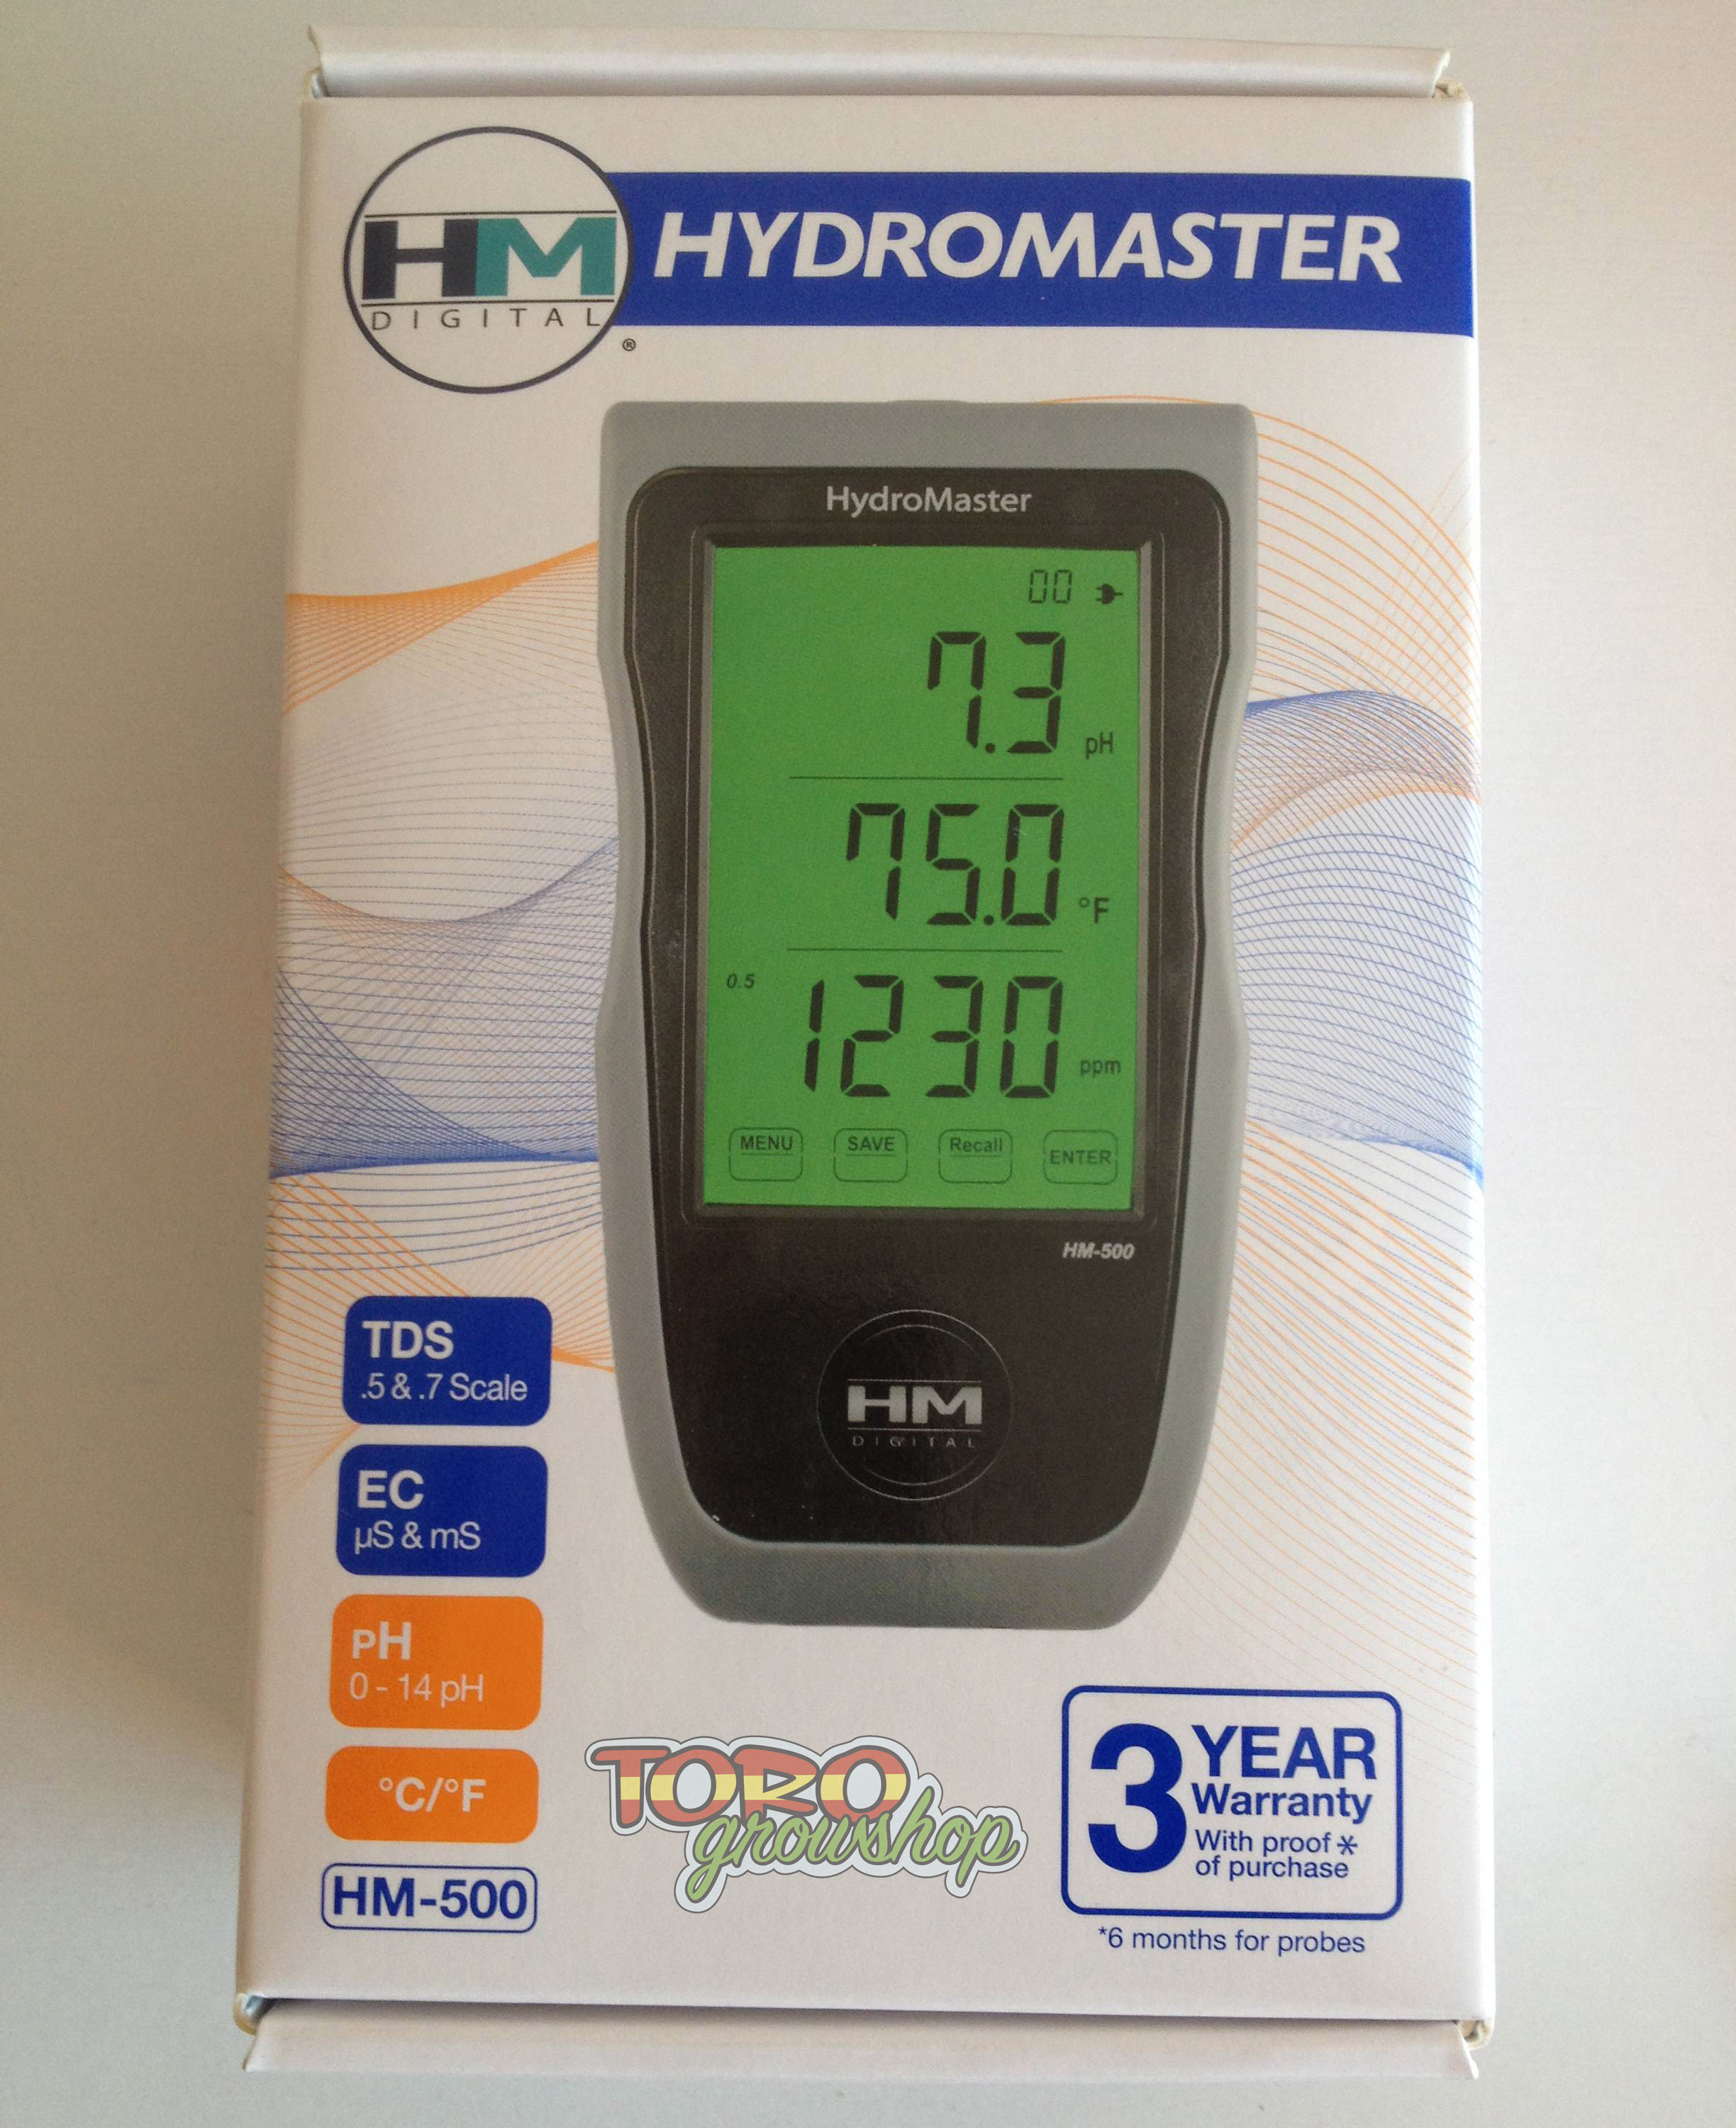 HM
DIGITAL
®
HYDROMASTER
HydroMaster
00
7.3 pH
75.0 °F
0.5
1230 ppm
MENU SAVE Recall ENTER
HM-500
HM
DIGITAL
TDS
.5 & .7 Scale
EC
µS & mS
pH
0 - 14 pH
°C/°F
HM-500
TORO
growshop
3 YEAR
Warranty
With proof *
of purchase
*6 months for probes